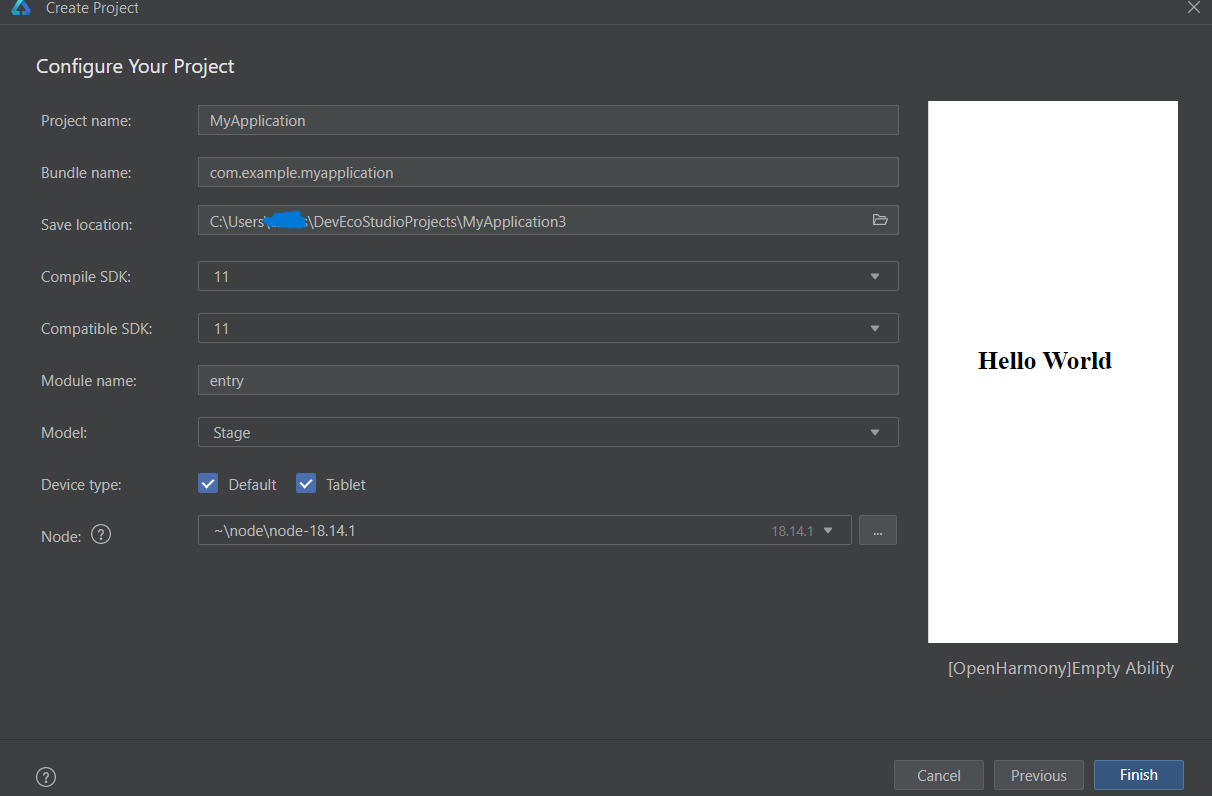 Create Project
Configure Your Project
Project name: MyApplication
Bundle name: com.example.myapplication
Save location: C:\Users\ \DevEcoStudioProjects\MyApplication3
Compile SDK: 11
Compatible SDK: 11
Module name: entry
Model: Stage
Device type: Default Tablet
Node: ? ~\node\node-18.14.1 18.14.1 ...
Hello World
[OpenHarmony]Empty Ability
? Cancel Previous Finish